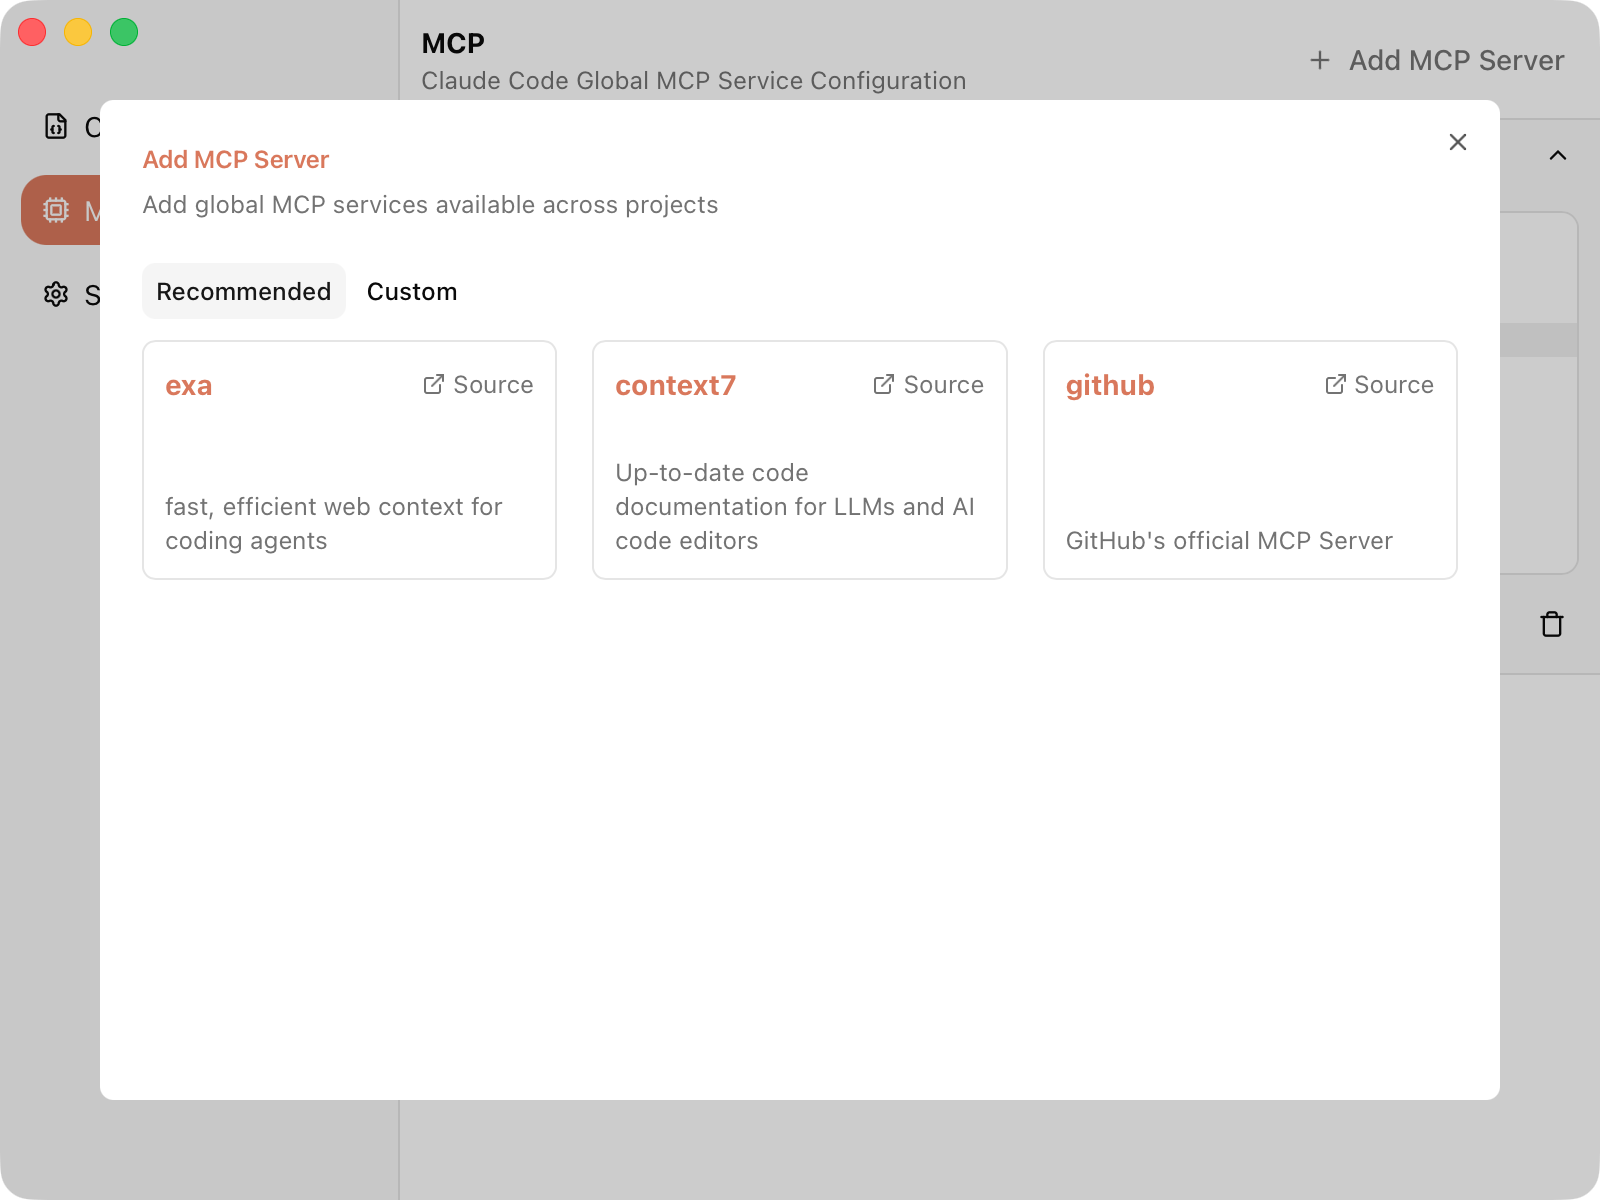 MCP
Claude Code Global MCP Service Configuration
Add MCP Server
Add MCP Server
Add global MCP services available across projects
Recommended
Custom
exa
Source
fast, efficient web context for
coding agents
context7
Source
Up-to-date code
documentation for LLMs and AI
code editors
github
Source
GitHub's official MCP Server